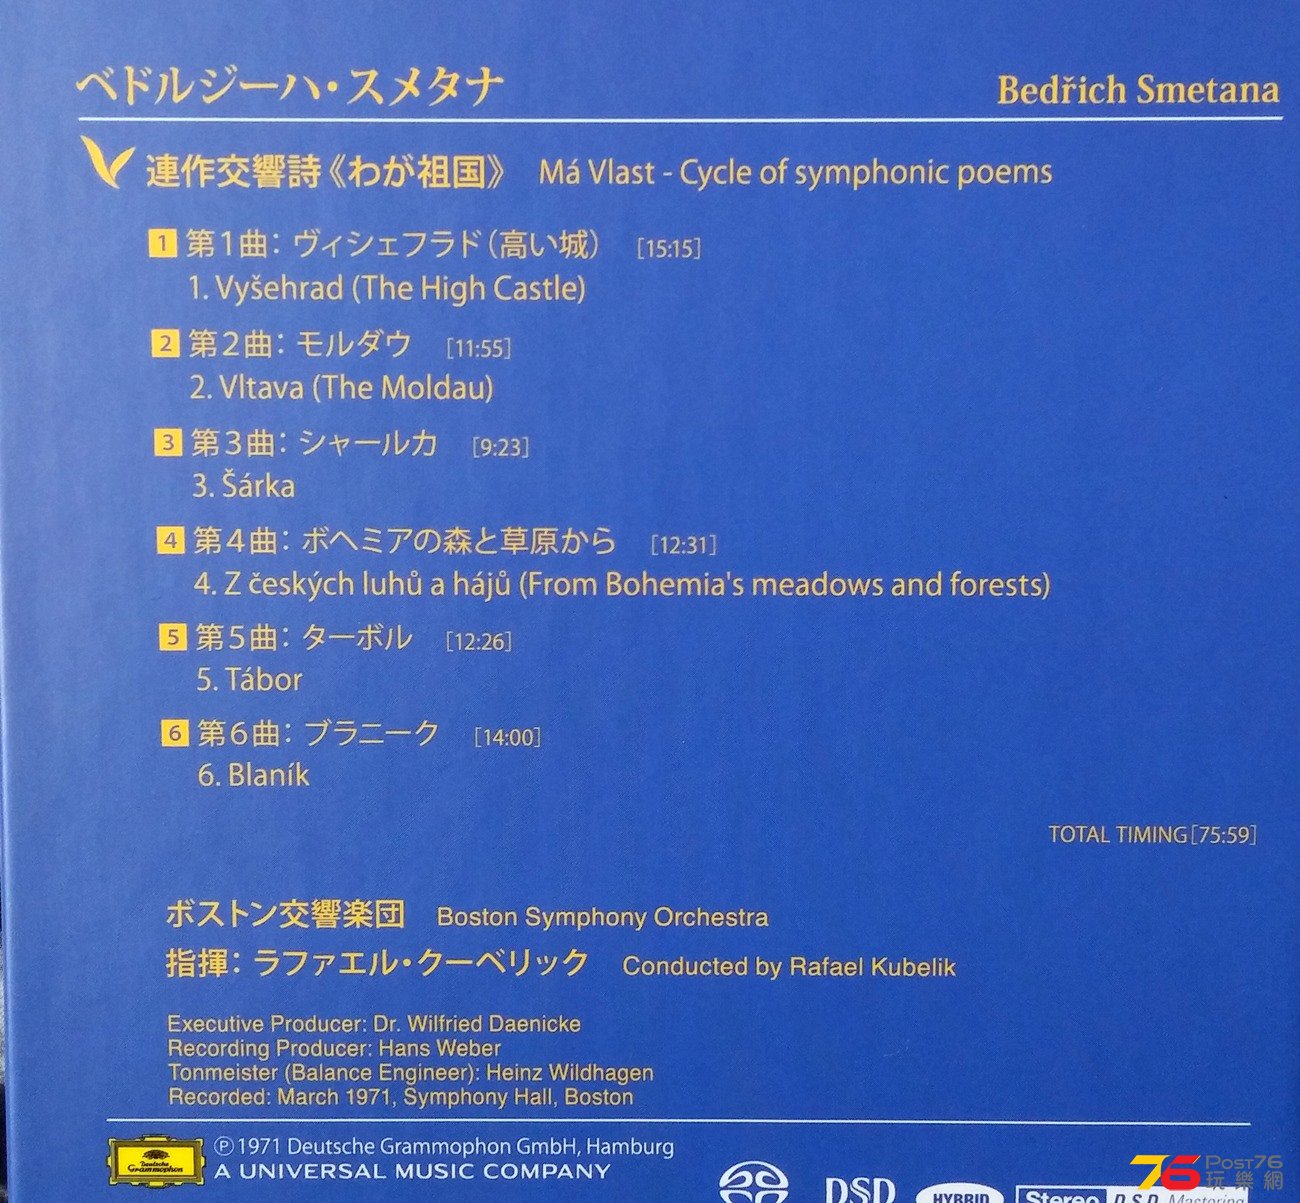 ベドルジーハ・スメタナ Bedřich Smetana
連作交響詩《わが祖国》 Má Vlast - Cycle of symphonic poems
1 第1曲：ヴィシェフラド（高い城） [15:15]
1. Vyšehrad (The High Castle)
2 第2曲：モルダウ [11:55]
2. Vltava (The Moldau)
3 第3曲：シャールカ [9:23]
3. Šárka
4 第4曲：ボヘミアの森と草原から [12:31]
4. Z českých luhů a hájů (From Bohemia's meadows and forests)
5 第5曲：ターボル [12:26]
5. Tábor
6 第6曲：ブラニーク [14:00]
6. Blaník
TOTAL TIMING[75:59]
ボストン交響楽団 Boston Symphony Orchestra
指揮：ラファエル・クーベリック Conducted by Rafael Kubelik
Executive Producer: Dr. Wilfried Daenicke
Recording Producer: Hans Weber
Tonmeister (Balance Engineer): Heinz Wildhagen
Recorded: March 1971, Symphony Hall, Boston
Deutsche Grammophon
℗1971 Deutsche Grammophon GmbH, Hamburg
A UNIVERSAL MUSIC COMPANY
DSD HYBRID Stereo DSD Mastering
76 Post76
玩樂網